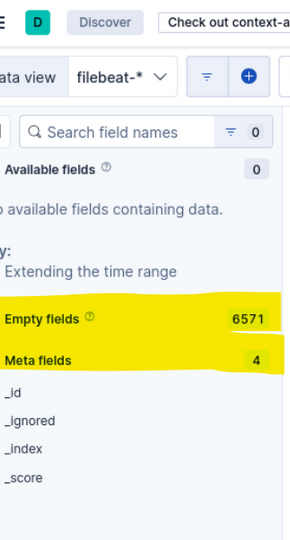 D Discover Check out context-a
ata view filebeat-*
Search field names 0
Available fields 0
o available fields containing data.
y:
Extending the time range
Empty fields 6571
Meta fields 4
_id
_ignored
_index
_score